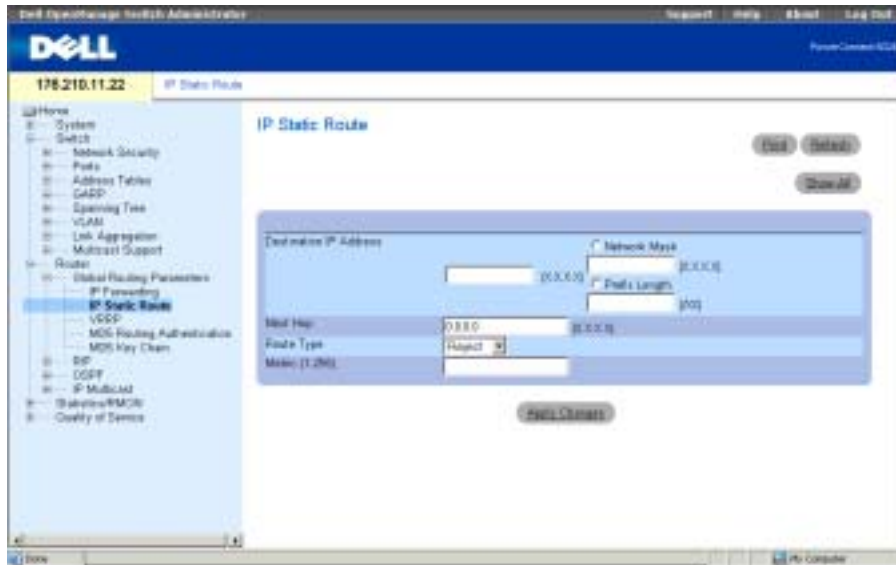 Dell OpenManage Switch Administrator
Support Help About Log Out
DELL
PowerConnect
176.210.11.22
IP Static Route
Home
System
Switch
Network Security
Ports
Address Tables
GARP
Spanning Tree
VLAN
Link Aggregation
Multicast Support
Router
Global Routing Parameters
IP Forwarding
IP Static Route
VRRP
MD5 Routing Authentication
MD5 Key Chain
RIP
OSPF
IP Multicast
Statistics/RMON
Quality of Service
IP Static Route
Print Refresh
Show All
Destination IP Address
(X.X.X.X)
Network Mask
(X.X.X.X)
Prefix Length
(/XX)
Next Hop
0.0.0.0
(X.X.X.X)
Route Type
Reject
Metric (1-256)
Apply Changes
Done
My Computer